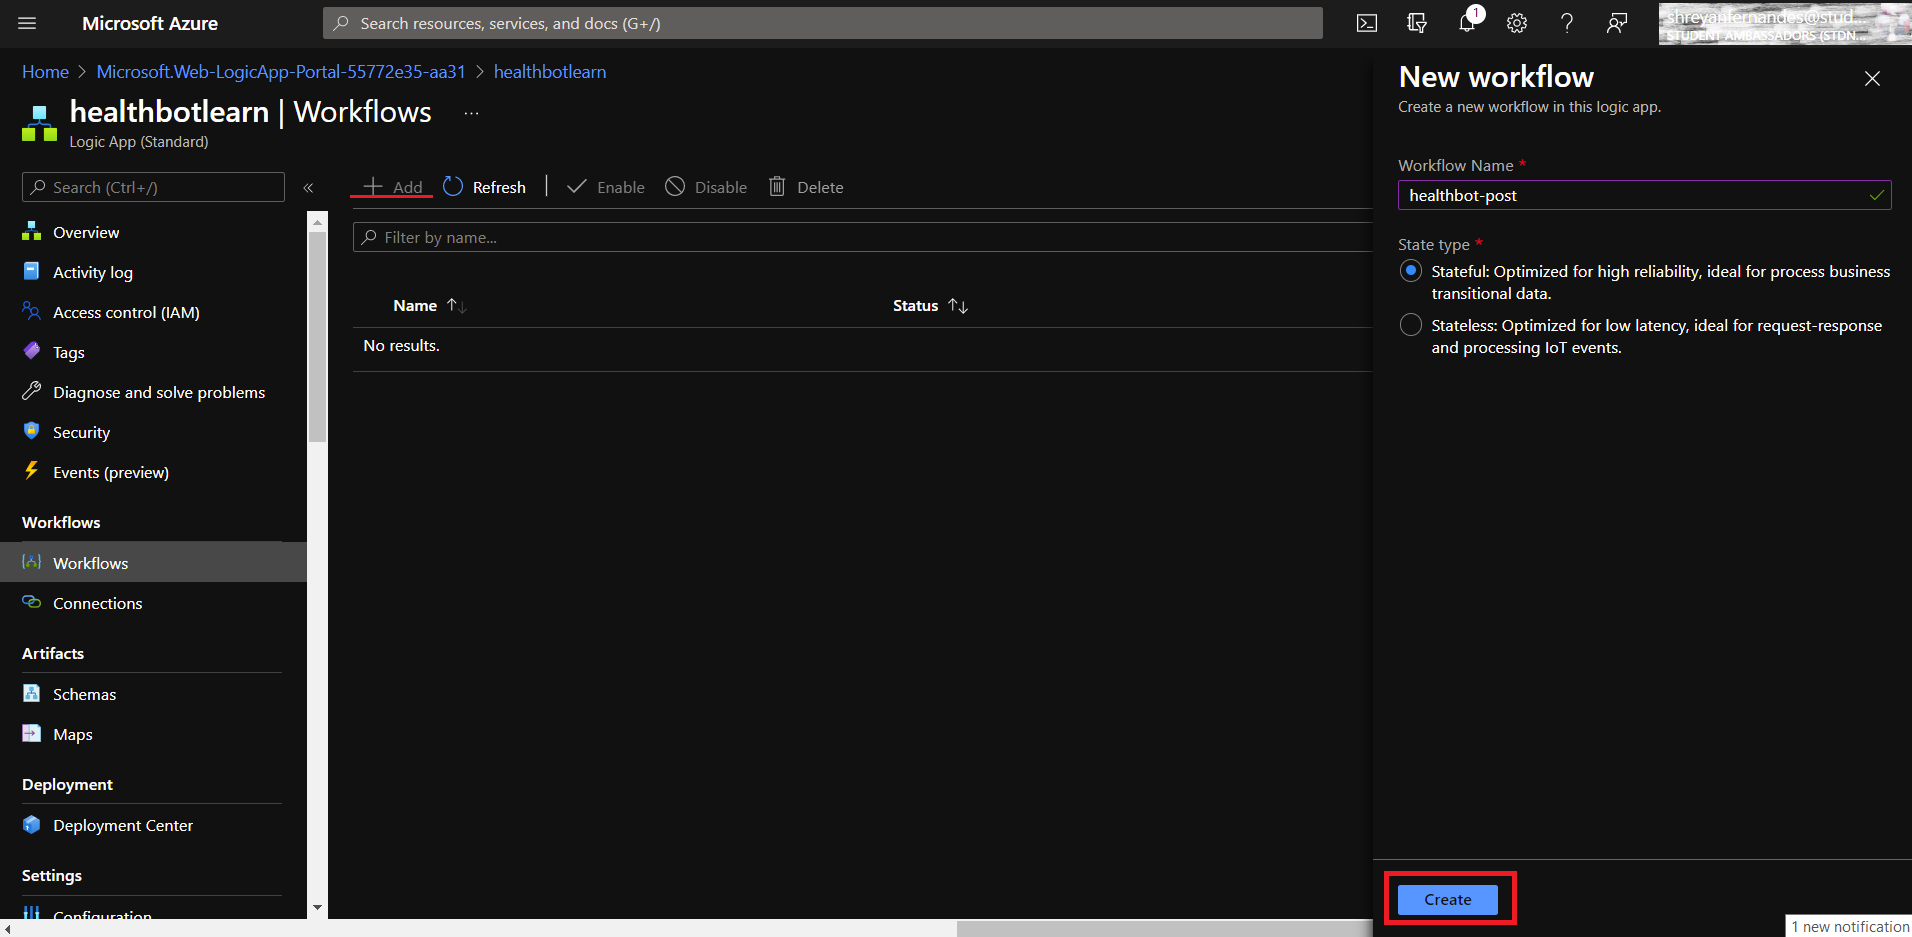 Microsoft Azure
Search resources, services, and docs (G+/)
1
shreyanfernandes@stud...
STUDENT AMBASSADORS (STDN...
Home > Microsoft.Web-LogicApp-Portal-55772e35-aa31 > healthbotlearn
healthbotlearn | Workflows ...
Logic App (Standard)
Search (Ctrl+/)
«
Overview
Activity log
Access control (IAM)
Tags
Diagnose and solve problems
Security
Events (preview)
Workflows
Workflows
Connections
Artifacts
Schemas
Maps
Deployment
Deployment Center
Settings
Configuration
Add
Refresh
Enable
Disable
Delete
Filter by name...
Name ↑↓
Status ↑↓
No results.
New workflow
Create a new workflow in this logic app.
Workflow Name *
healthbot-post
State type *
Stateful: Optimized for high reliability, ideal for process business
transitional data.
Stateless: Optimized for low latency, ideal for request-response
and processing IoT events.
Create
1 new notification